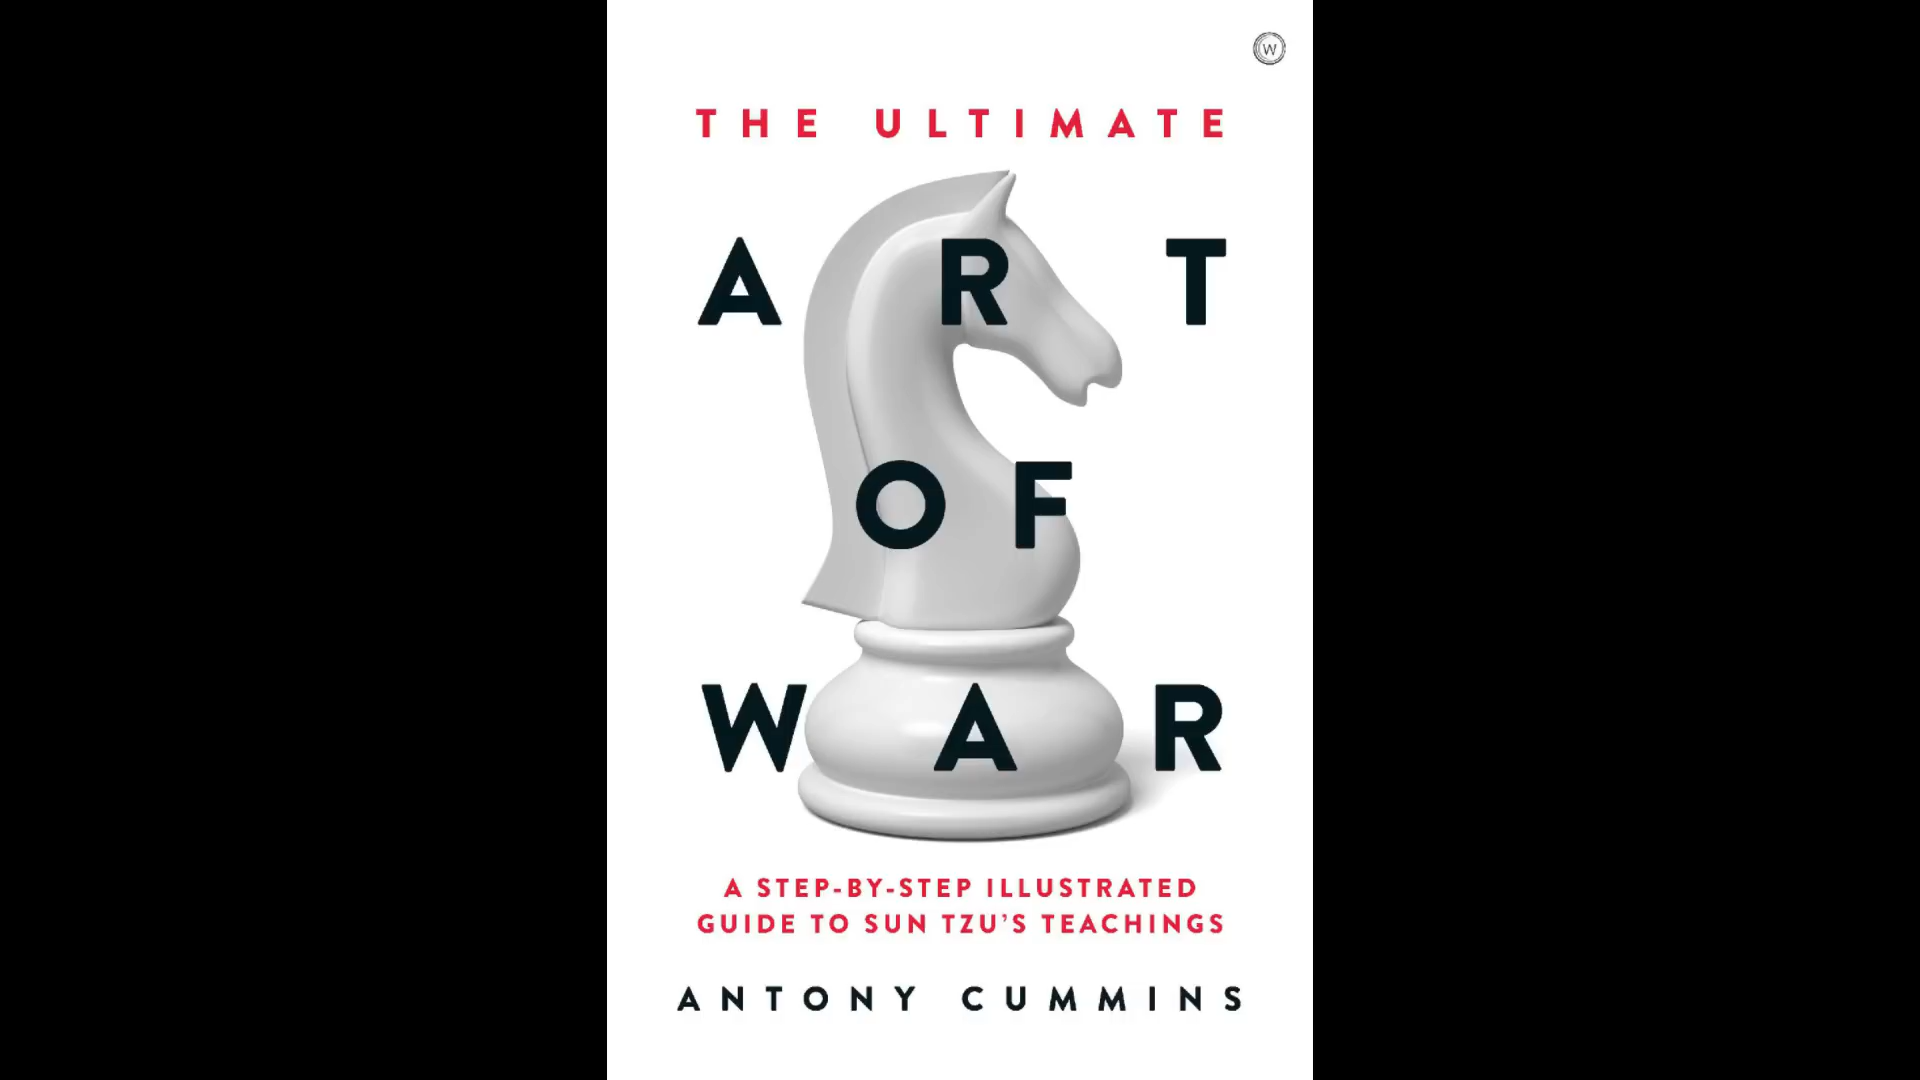 W
THE ULTIMATE
ART
OF
WAR
A STEP-BY-STEP ILLUSTRATED
GUIDE TO SUN TZU’S TEACHINGS
ANTONY CUMMINS